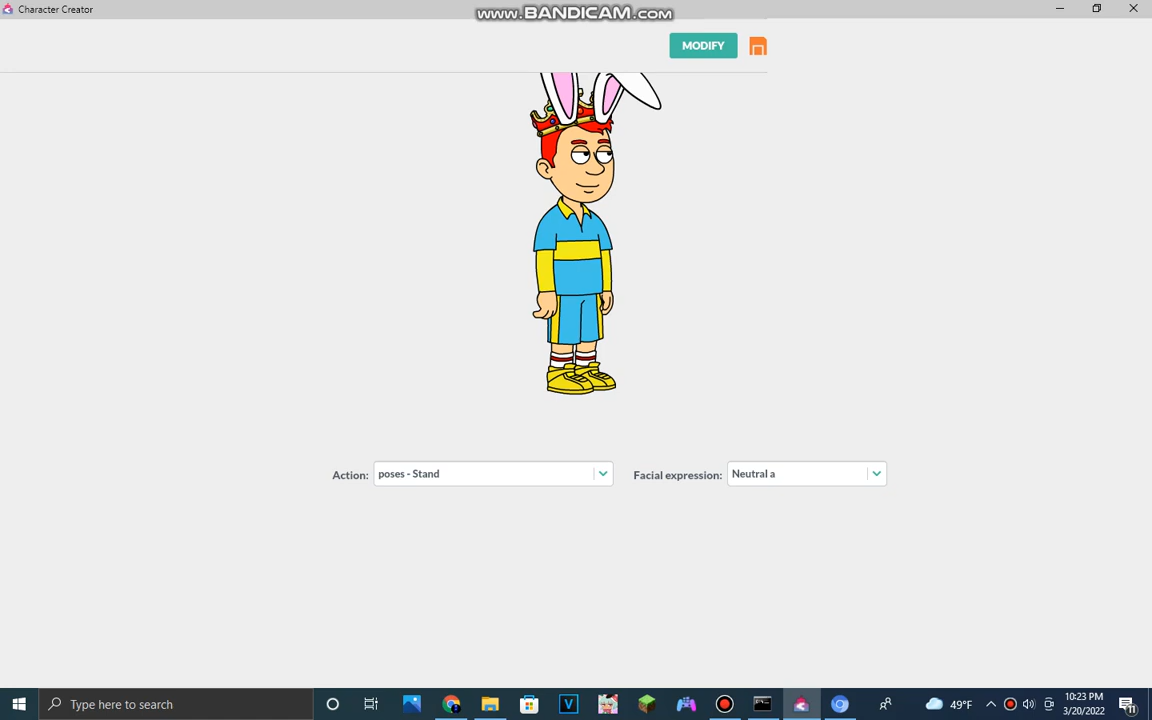 Character Creator
www.BANDICAM.com
MODIFY
Action: poses - Stand Facial expression: Neutral a
Type here to search
49°F
10:23 PM
3/20/2022
11